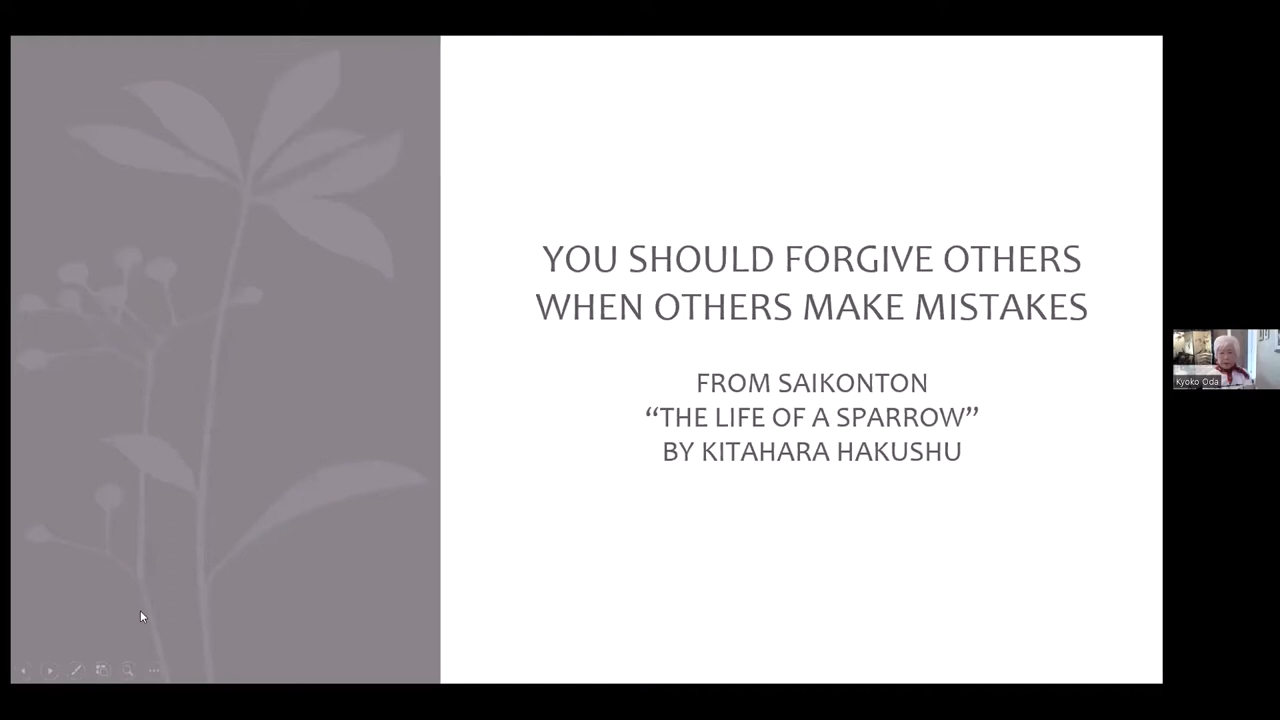 YOU SHOULD FORGIVE OTHERS
WHEN OTHERS MAKE MISTAKES
FROM SAIKONTON
“THE LIFE OF A SPARROW”
BY KITAHARA HAKUSHU
Kyoko Oda